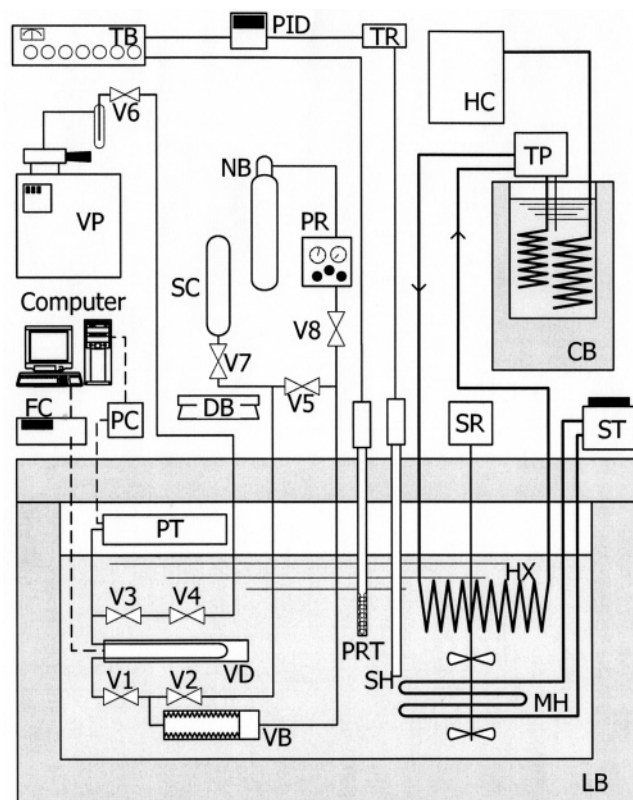 TB
PID
TR
HC
V6
TP
NB
VP
PR
SC
Computer
V8
V7
CB
V5
DB
FC
PC
SR
ST
PT
HX
V3
V4
PRT
VD
SH
V1
V2
MH
VB
LB